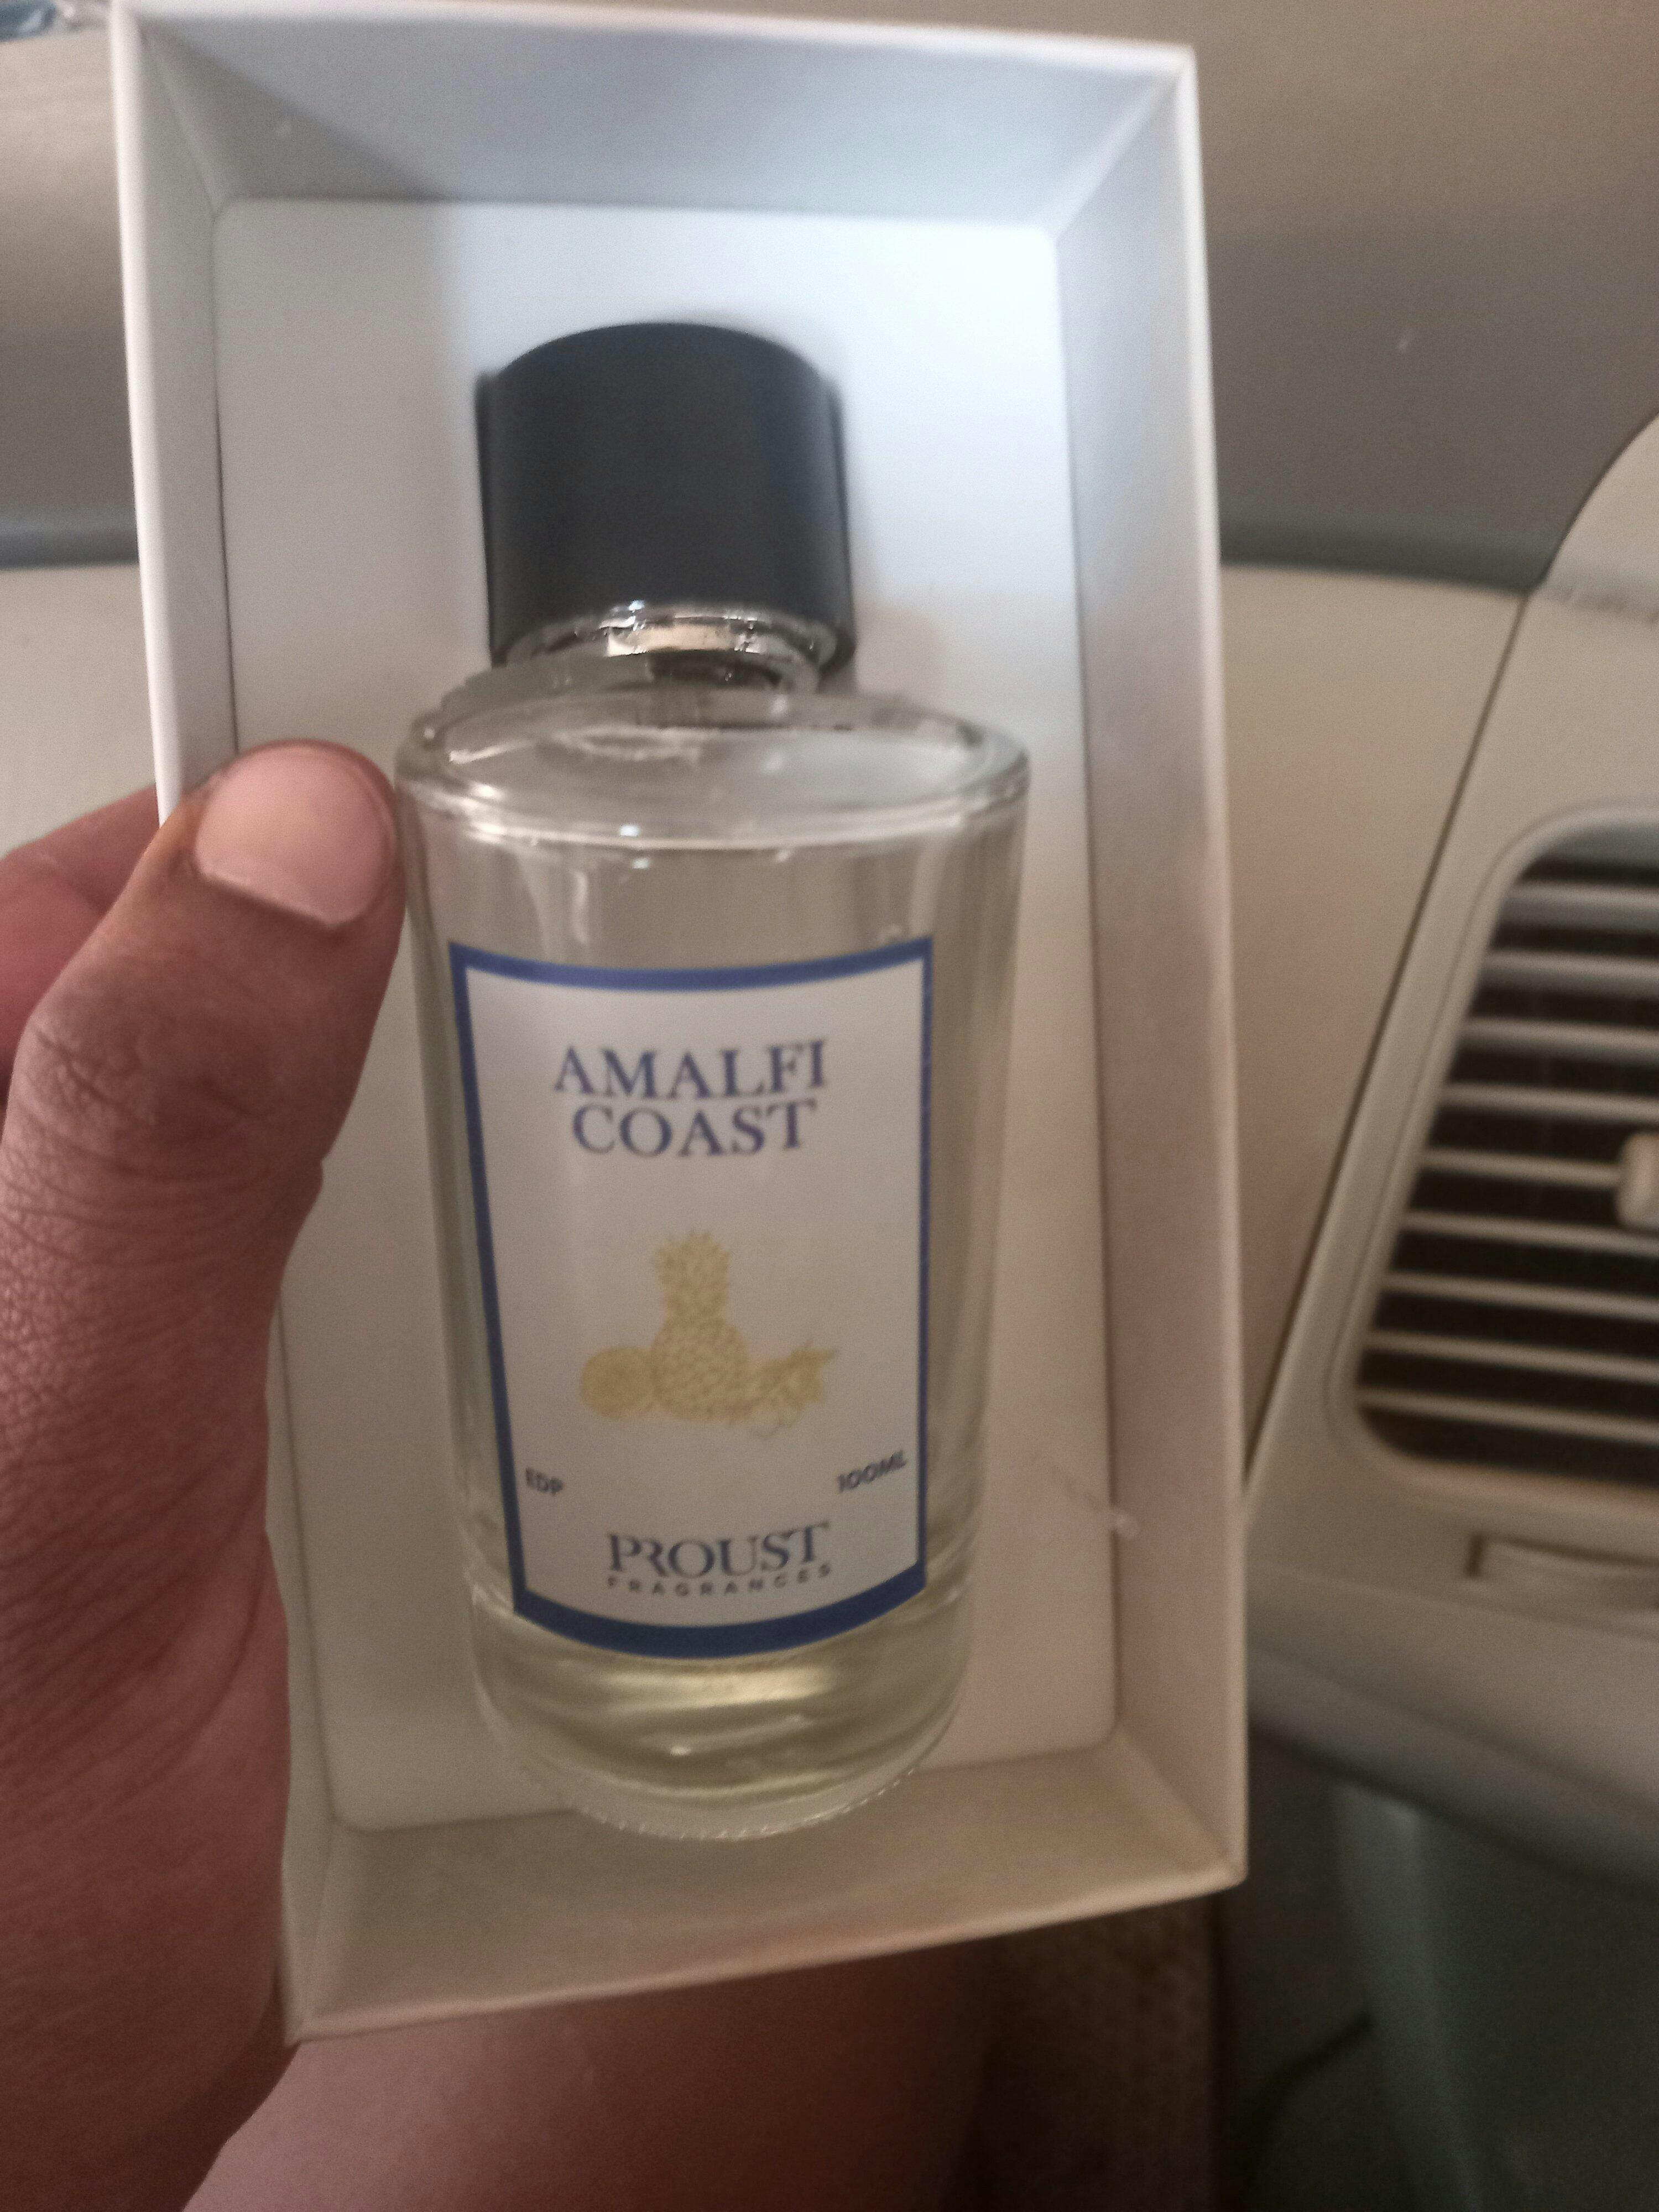 AMALFI
COAST
EDP 100ML
PROUST
FRAGRANCES